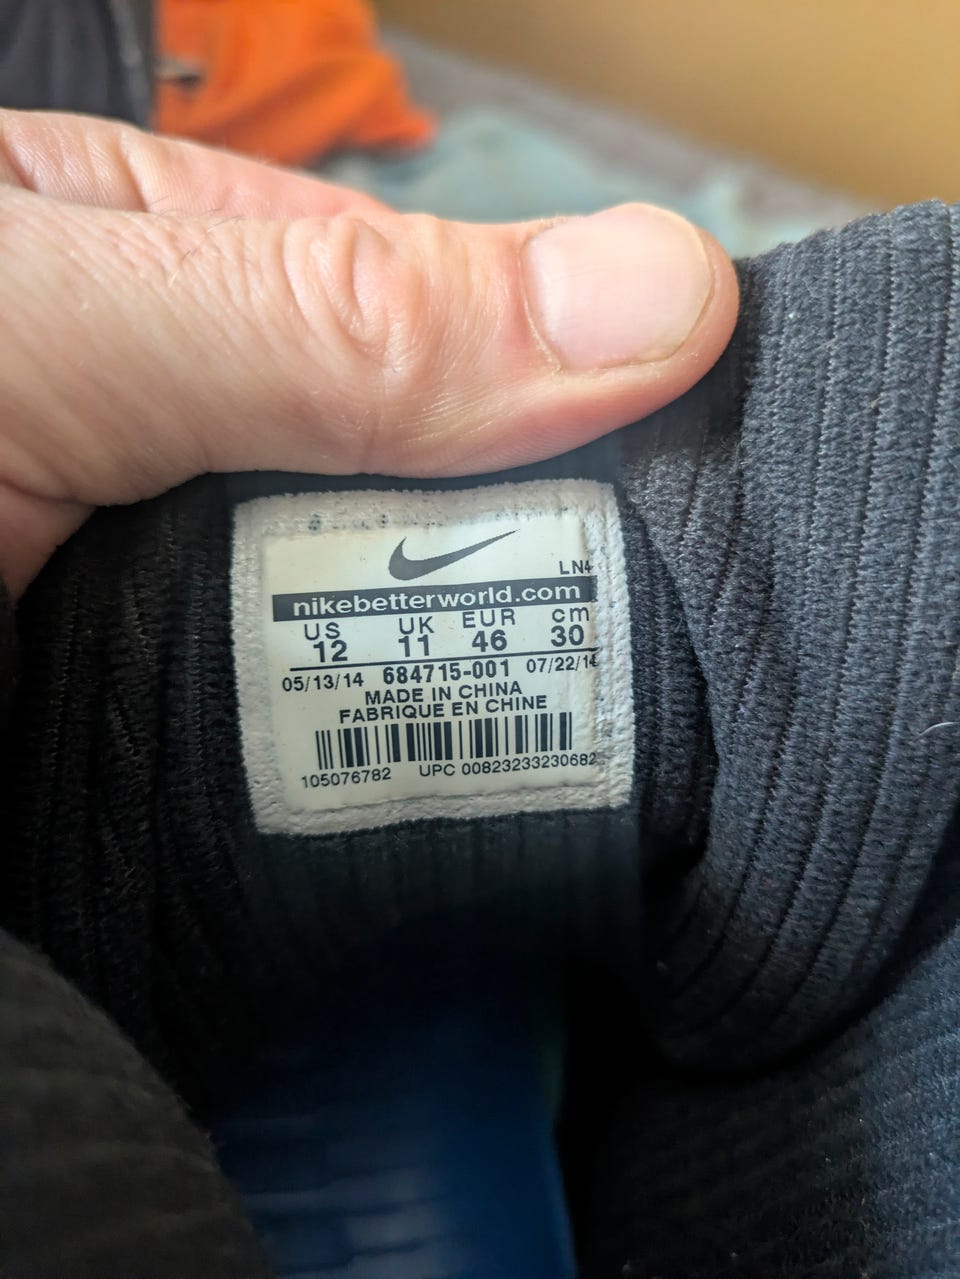 LN4
nikebetterworld.com
US UK EUR cm
12 11 46 30
05/13/14 684715-001 07/22/14
MADE IN CHINA
FABRIQUE EN CHINE
105076782 UPC 00823233230682